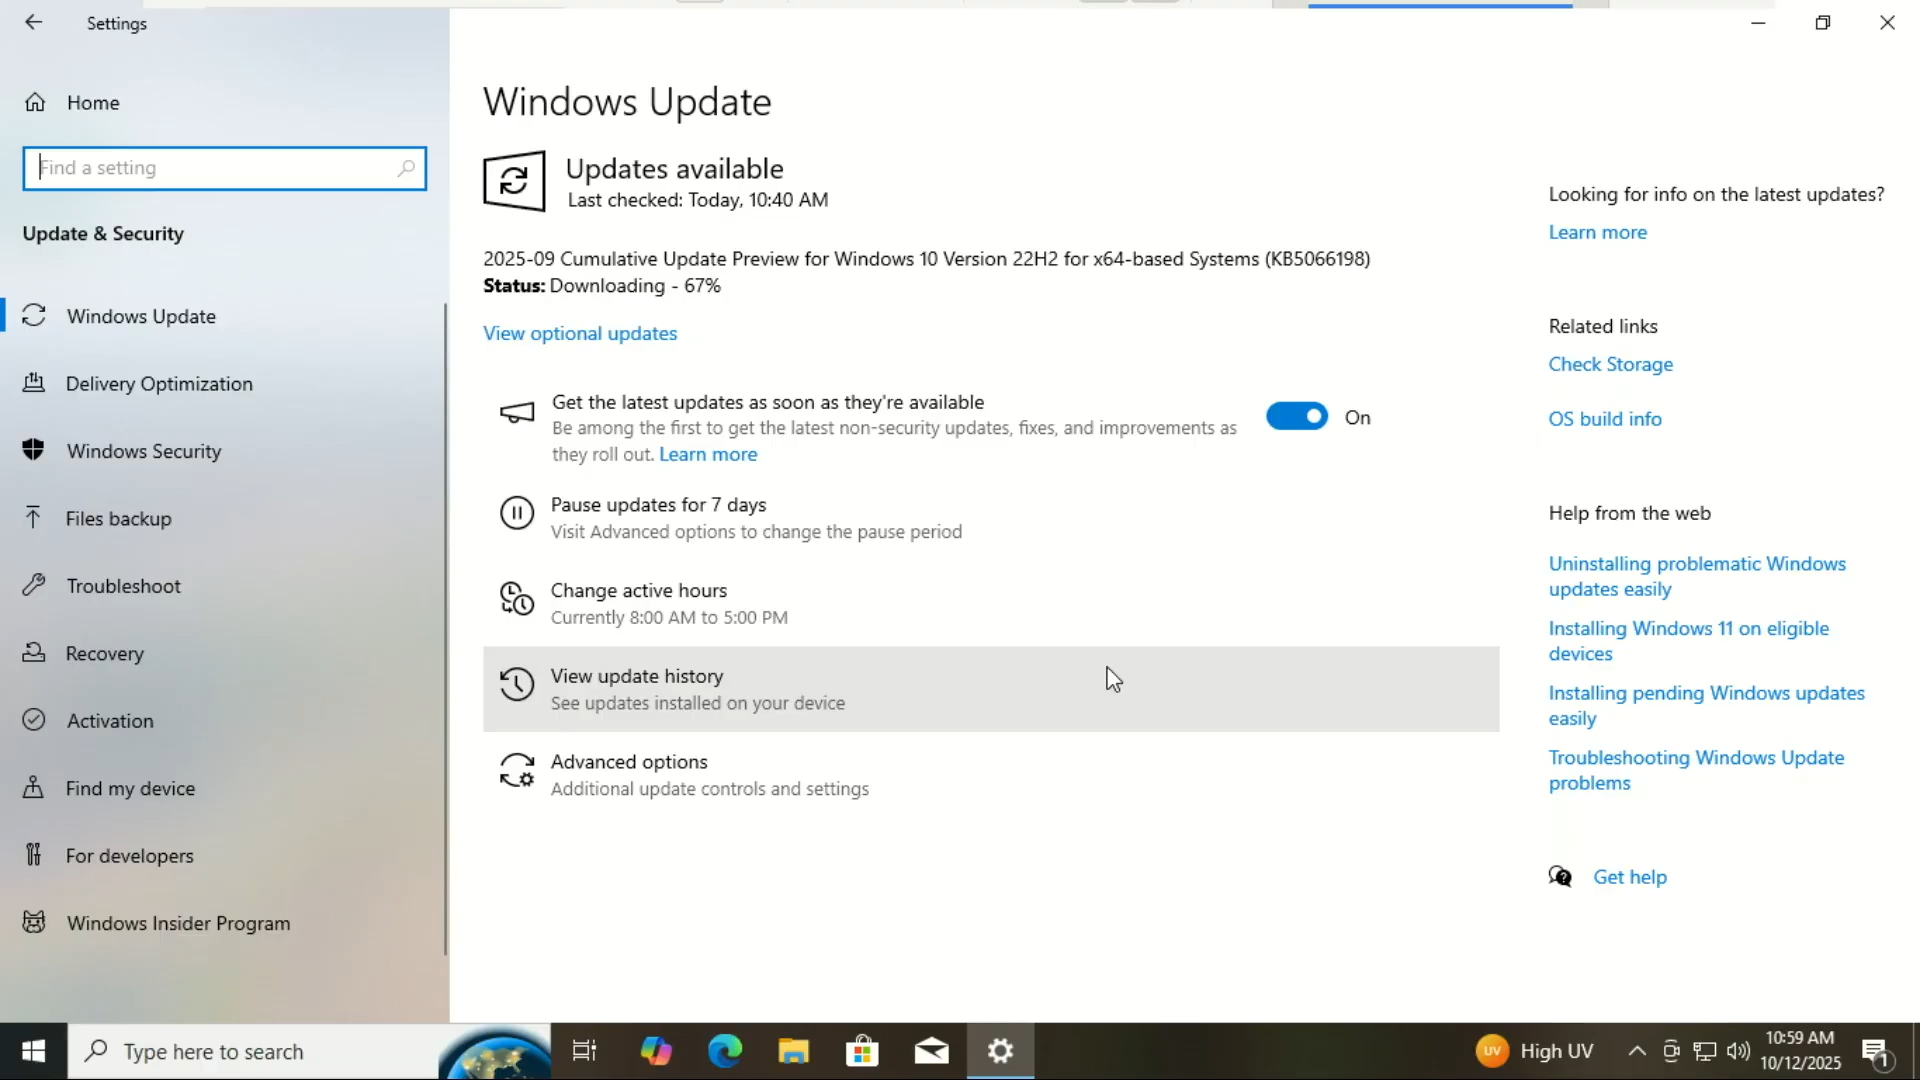 Settings
Home
Find a setting
Update & Security
Windows Update
Delivery Optimization
Windows Security
Files backup
Troubleshoot
Recovery
Activation
Find my device
For developers
Windows Insider Program
Windows Update
Updates available
Last checked: Today, 10:40 AM
2025-09 Cumulative Update Preview for Windows 10 Version 22H2 for x64-based Systems (KB5066198)
Status: Downloading - 67%
View optional updates
Get the latest updates as soon as they're available
Be among the first to get the latest non-security updates, fixes, and improvements as
they roll out. Learn more
On
Pause updates for 7 days
Visit Advanced options to change the pause period
Change active hours
Currently 8:00 AM to 5:00 PM
View update history
See updates installed on your device
Advanced options
Additional update controls and settings
Looking for info on the latest updates?
Learn more
Related links
Check Storage
OS build info
Help from the web
Uninstalling problematic Windows
updates easily
Installing Windows 11 on eligible
devices
Installing pending Windows updates
easily
Troubleshooting Windows Update
problems
Get help
Type here to search
UV
High UV
10:59 AM
10/12/2025
1